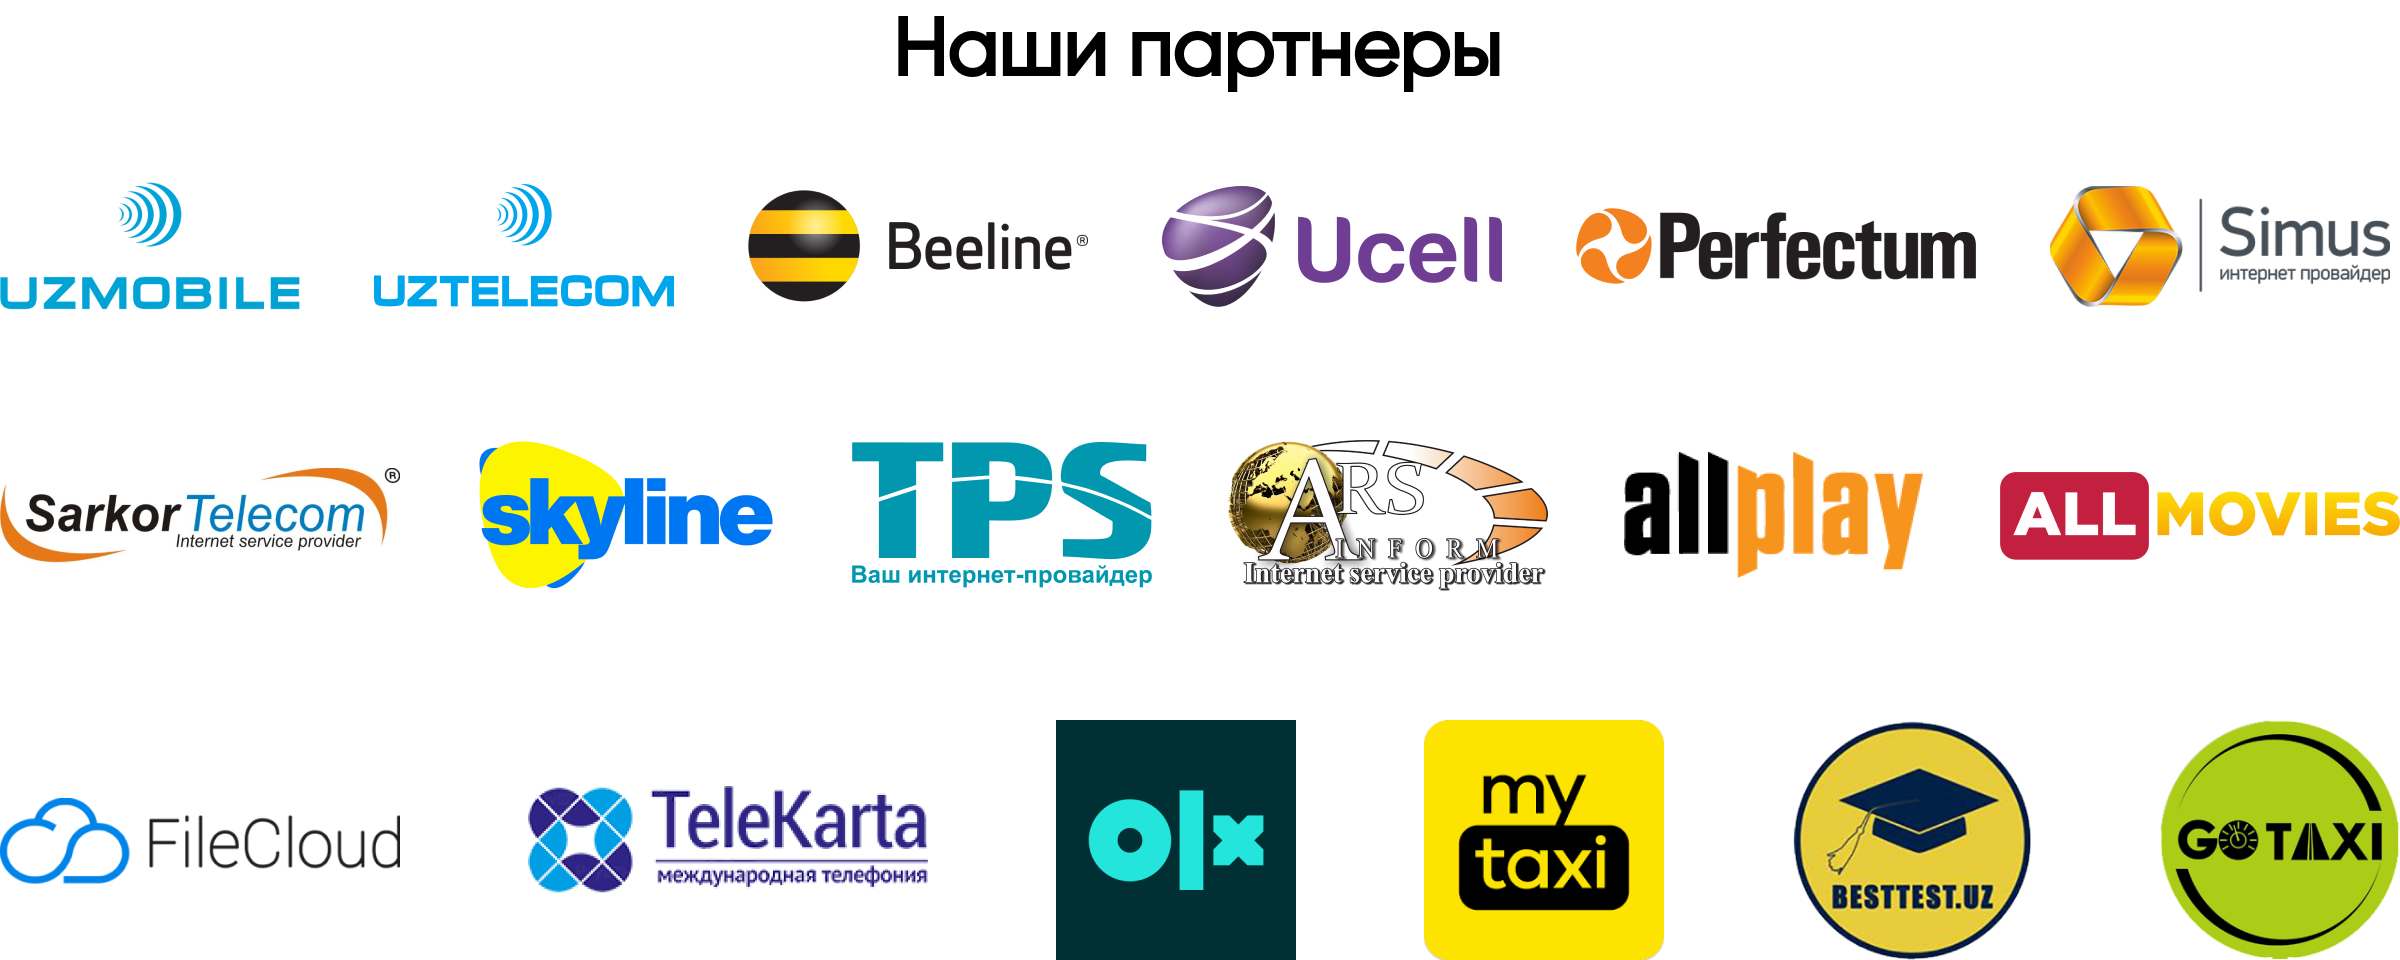 Наши партнеры
UZMOBILE
UZTELECOM
Beeline®
Ucell
Perfectum
Simus
интернет провайдер
SarkorTelecom®
Internet service provider
skyline
TPS
Ваш интернет-провайдер
ARS
INFORM
Internet service provider
allplay
ALL MOVIES
FileCloud
TeleKarta
международная телефония
olx
my
taxi
BESTTEST.UZ
GO TAXI